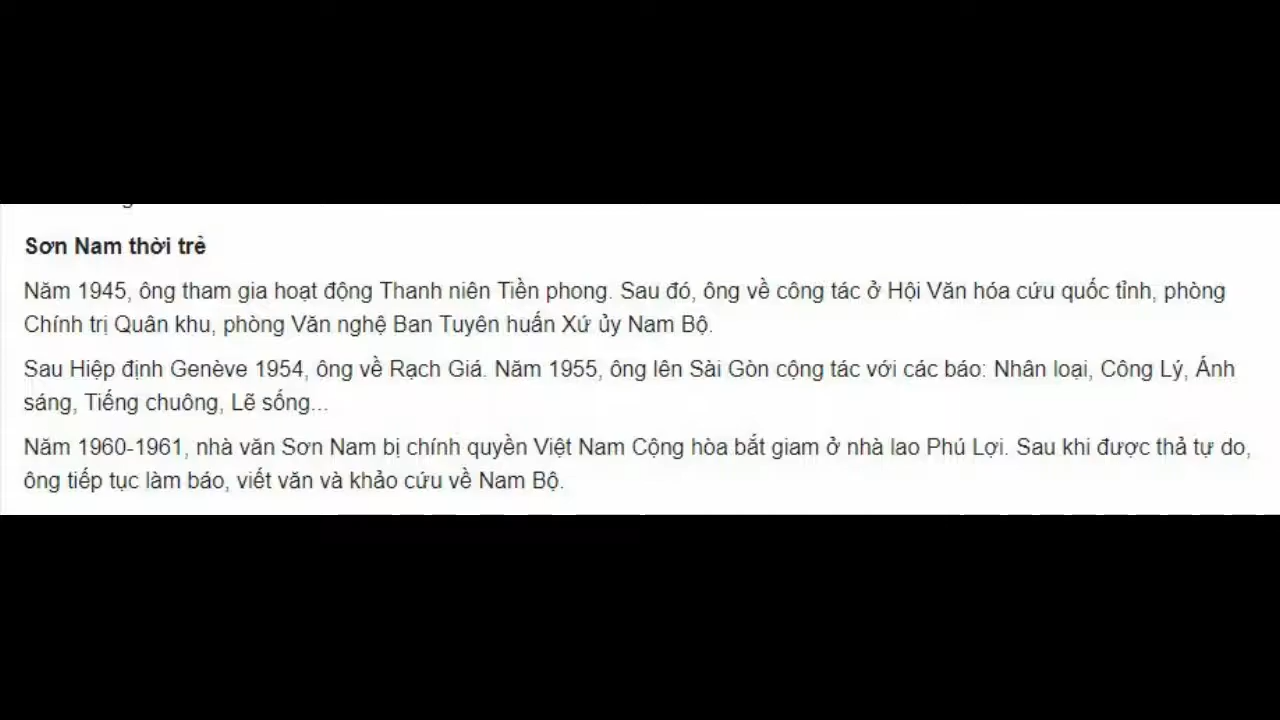 Sơn Nam thời trẻ
Năm 1945, ông tham gia hoạt động Thanh niên Tiền phong. Sau đó, ông về công tác ở Hội Văn hóa cứu quốc tỉnh, phòng
Chính trị Quân khu, phòng Văn nghệ Ban Tuyên huấn Xứ ủy Nam Bộ.
Sau Hiệp định Genève 1954, ông về Rạch Giá. Năm 1955, ông lên Sài Gòn cộng tác với các báo: Nhân loại, Công Lý, Ánh
sáng, Tiếng chuông, Lẽ sống...
Năm 1960-1961, nhà văn Sơn Nam bị chính quyền Việt Nam Cộng hòa bắt giam ở nhà lao Phú Lợi. Sau khi được thả tự do,
ông tiếp tục làm báo, viết văn và khảo cứu về Nam Bộ.